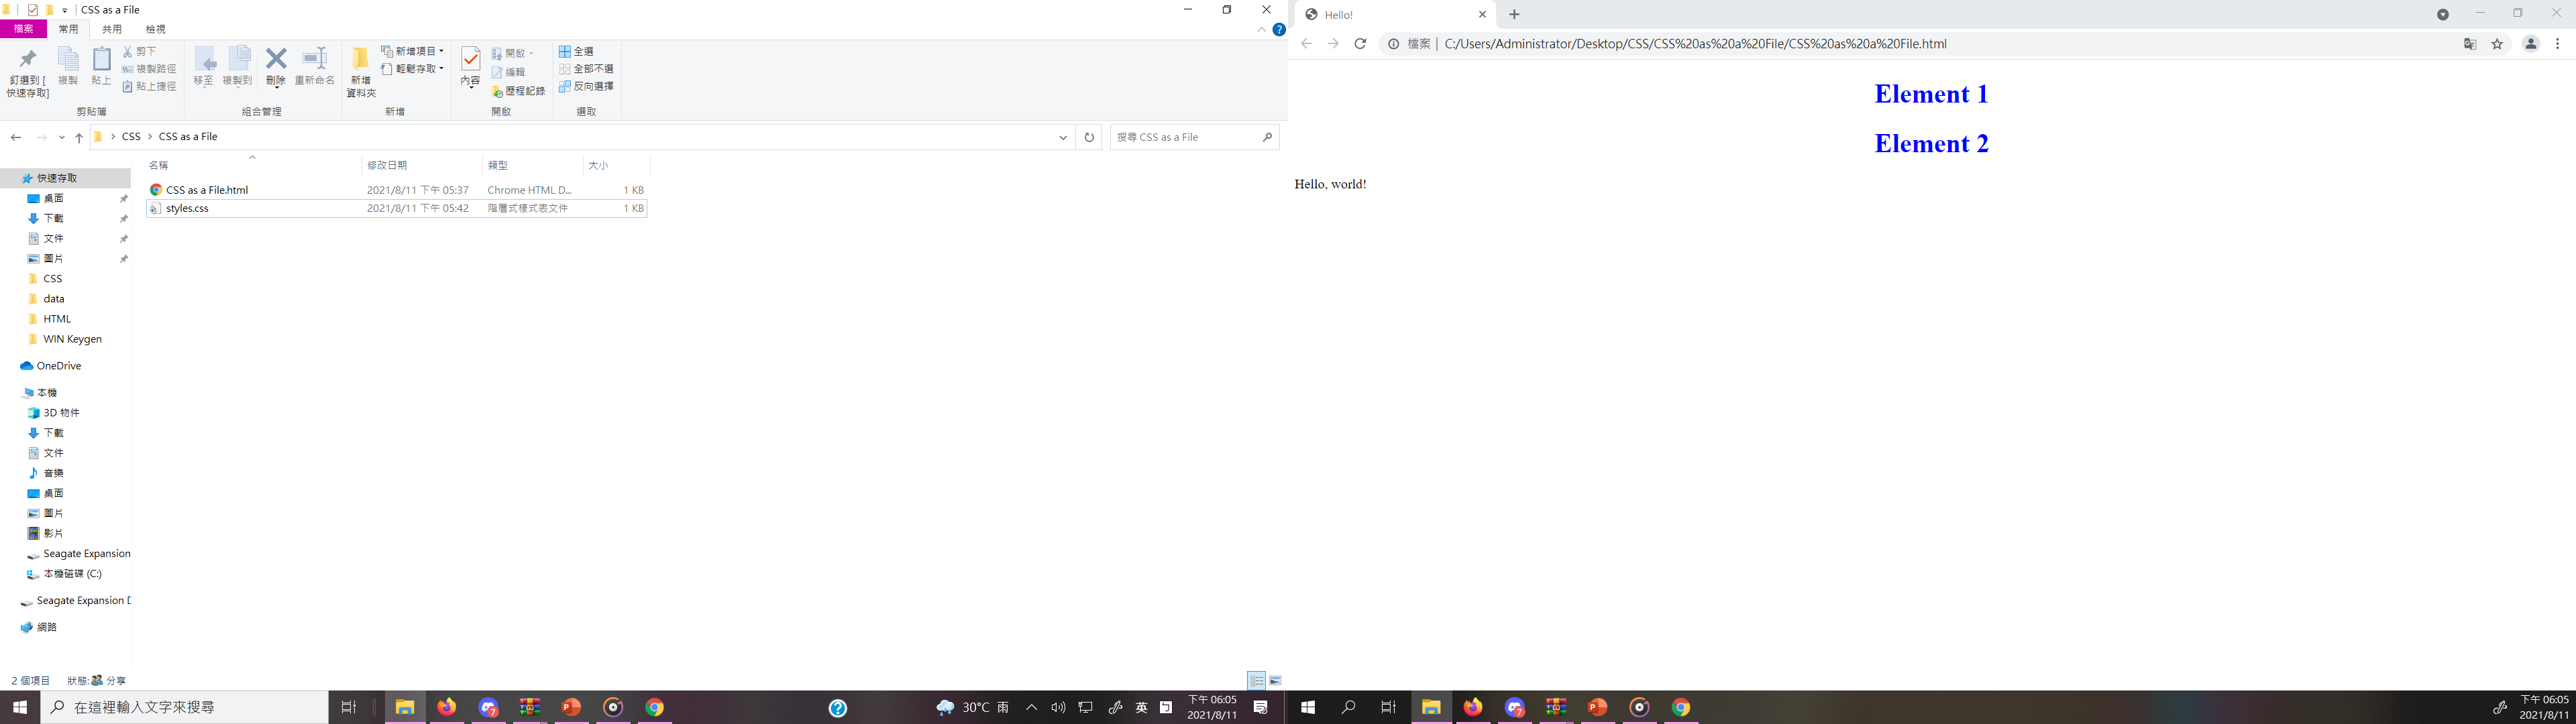 CSS as a File
檔案 常用 共用 檢視
釘選到 [
快速存取]
複製
貼上
剪下
複製路徑
貼上捷徑
剪貼簿
移至
複製到
刪除
重新命名
組合管理
新增
資料夾
新增項目
輕鬆存取
新增
內容
開啟
編輯
歷程記錄
開啟
全選
全部不選
反向選擇
選取
CSS CSS as a File
搜尋 CSS as a File
快速存取
桌面
下載
文件
圖片
CSS
data
HTML
WIN Keygen
OneDrive
本機
3D 物件
下載
文件
音樂
桌面
圖片
影片
Seagate Expansion
本機磁碟 (C:)
Seagate Expansion D
網路
名稱 修改日期 類型 大小
CSS as a File.html 2021/8/11 下午 05:37 Chrome HTML D... 1 KB
styles.css 2021/8/11 下午 05:42 階層式樣式表文件 1 KB
2 個項目 狀態: 分享
在這裡輸入文字來搜尋
7
30°C 雨
英
下午 06:05
2021/8/11
Hello!
檔案 | C:/Users/Administrator/Desktop/CSS/CSS%20as%20a%20File/CSS%20as%20a%20File.html
Element 1
Element 2
Hello, world!
7
下午 06:05
2021/8/11